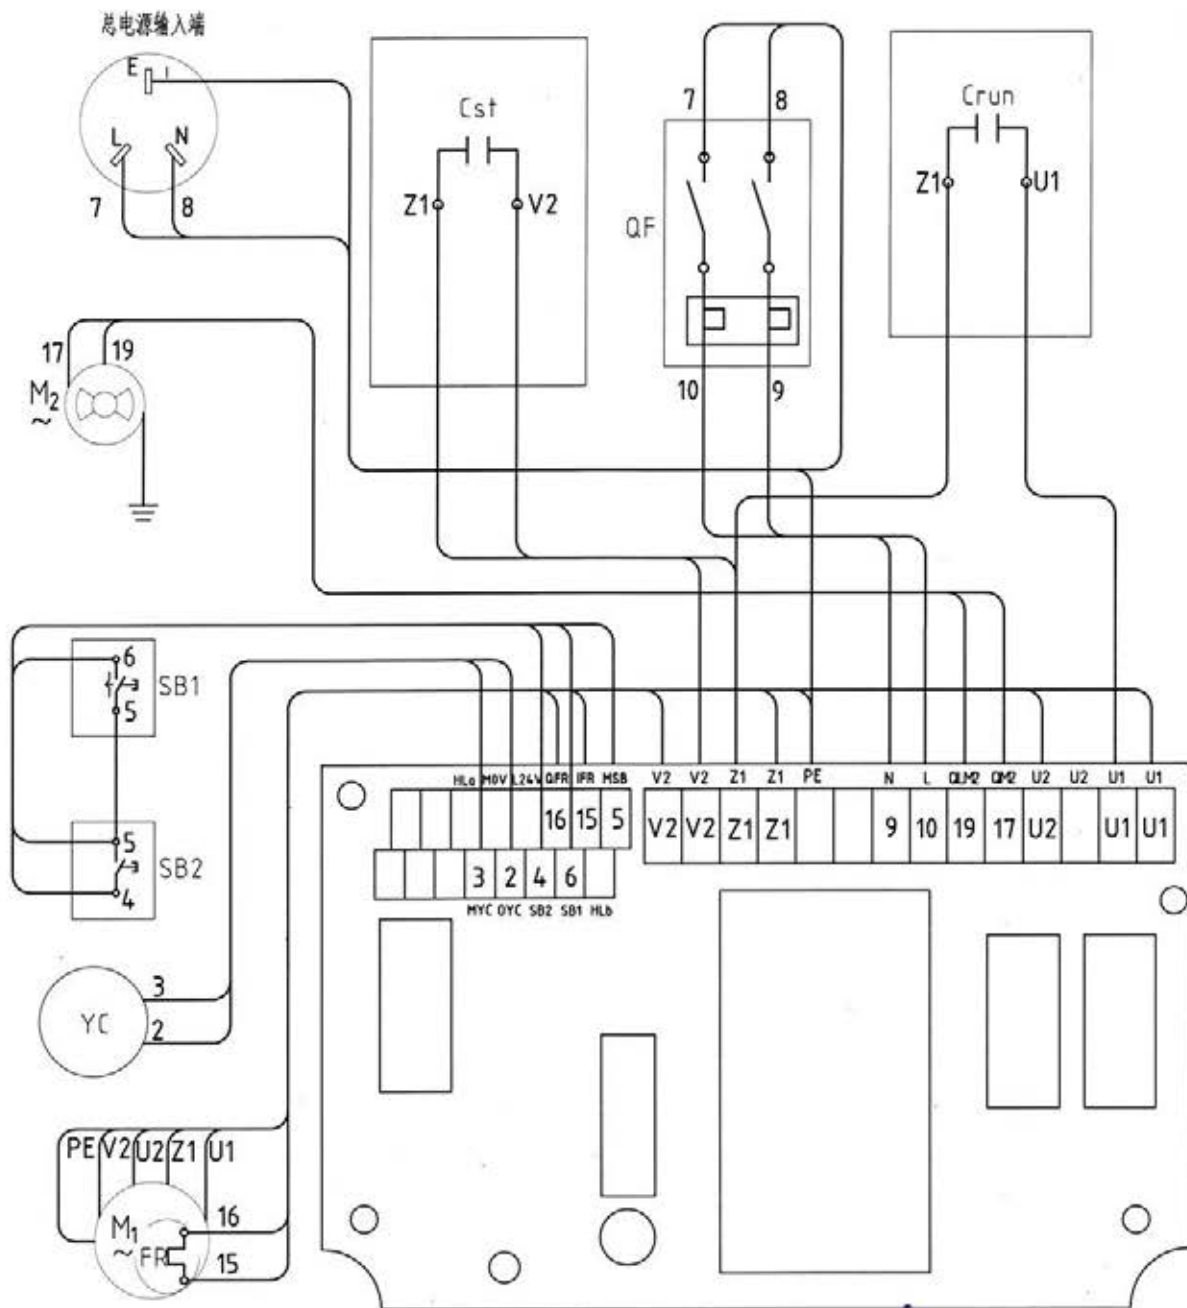 总电源输入端
E
L N
7 8
Cst
Z1 V2
7 8
QF
10 9
Crun
Z1 U1
17 19
M2
~
6
SB1
5
5
SB2
4
3
YC
2
PE V2 U2 Z1 U1
M1
~
FR
16
15
HLa M0V L24V QFR IFR MSB
16 15 5
3 2 4 6
MYC OYC SB2 SB1 HLb
V2 V2 Z1 Z1 PE N L QLM2 QM2 U2 U2 U1 U1
V2 V2 Z1 Z1 9 10 19 17 U2 U1 U1